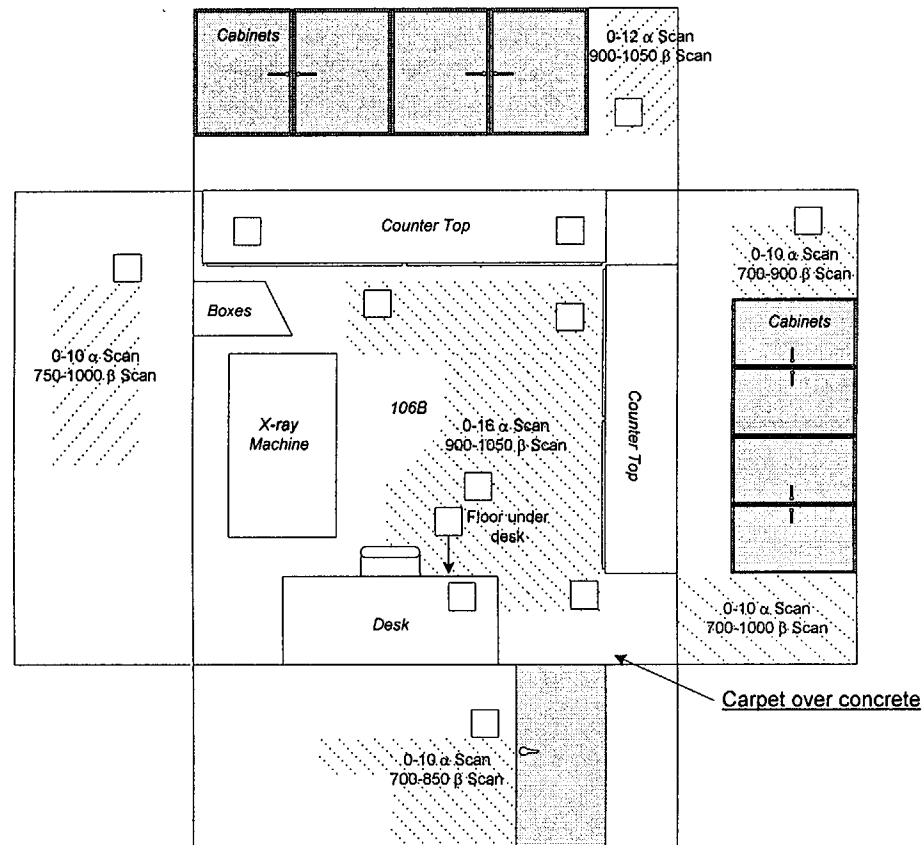 Cabinets
0-12 α Scan
900-1050 β Scan
Counter Top
0-10 α Scan
700-900 β Scan
Boxes
Cabinets
0-10 α Scan
750-1000 β Scan
X-ray
Machine
106B
0-16 α Scan
900-1050 β Scan
Counter Top
Floor under
desk
Desk
0-10 α Scan
700-1000 β Scan
Carpet over concrete
0-10 α Scan
700-850 β Scan